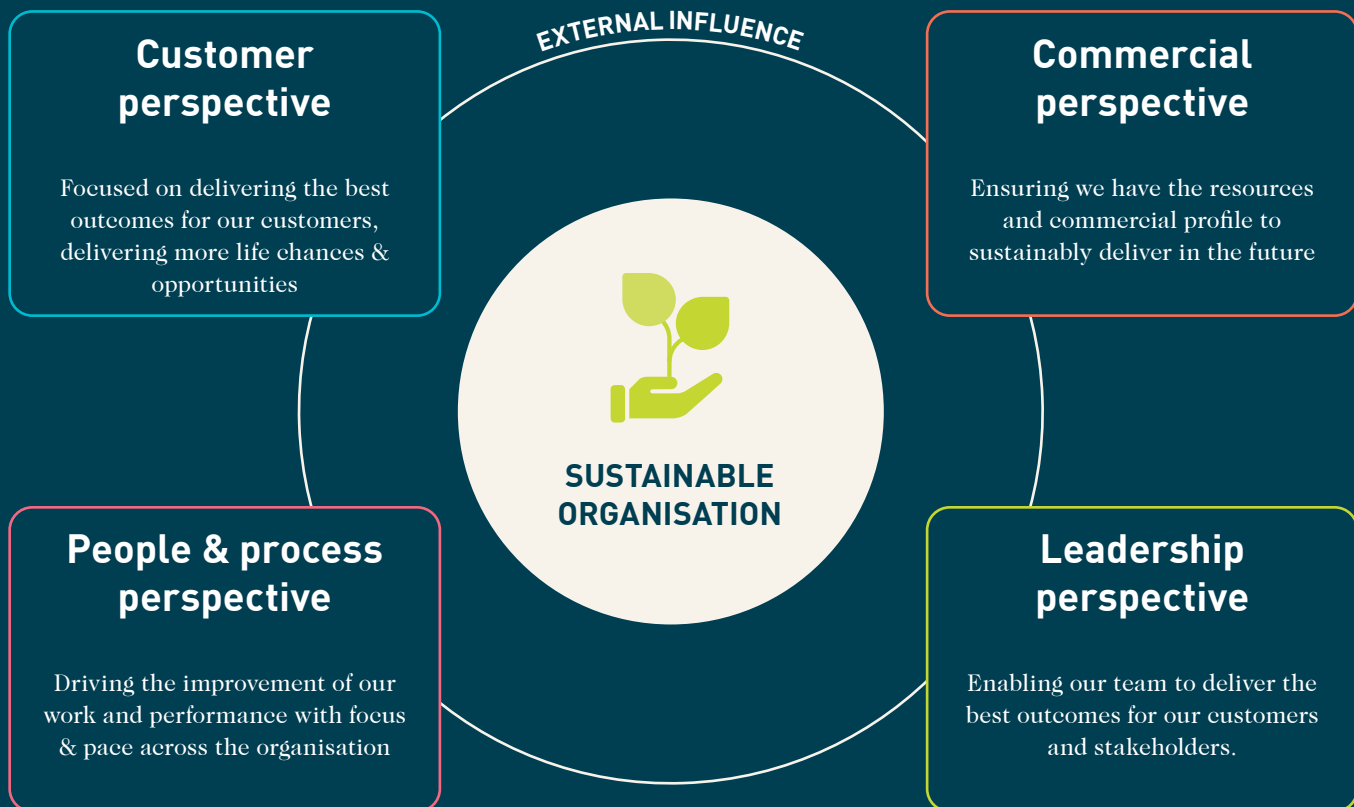 EXTERNAL INFLUENCE
Customer
perspective
Focused on delivering the best
outcomes for our customers,
delivering more life chances &
opportunities
Commercial
perspective
Ensuring we have the resources
and commercial profile to
sustainably deliver in the future
SUSTAINABLE
ORGANISATION
People & process
perspective
Driving the improvement of our
work and performance with focus
& pace across the organisation
Leadership
perspective
Enabling our team to deliver the
best outcomes for our customers
and stakeholders.